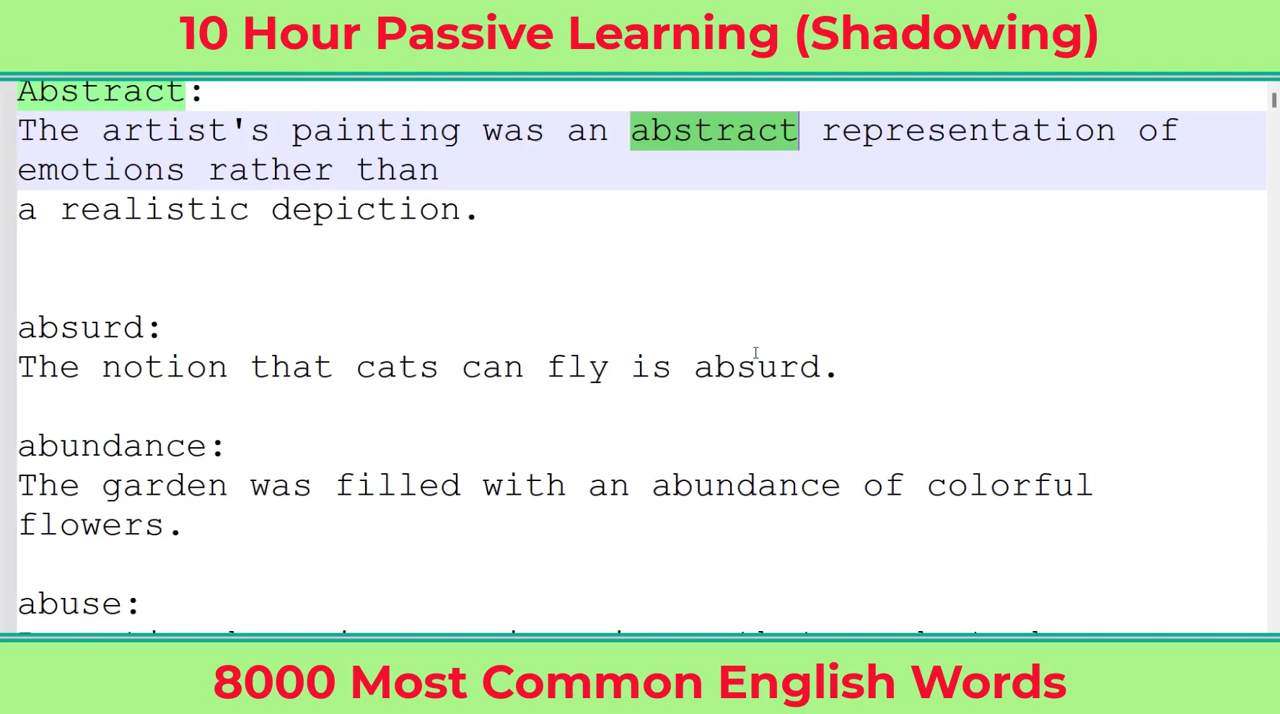 10 Hour Passive Learning (Shadowing)
Abstract:
The artist's painting was an abstract representation of
emotions rather than
a realistic depiction.
absurd:
The notion that cats can fly is absurd.
abundance:
The garden was filled with an abundance of colorful
flowers.
abuse:
8000 Most Common English Words